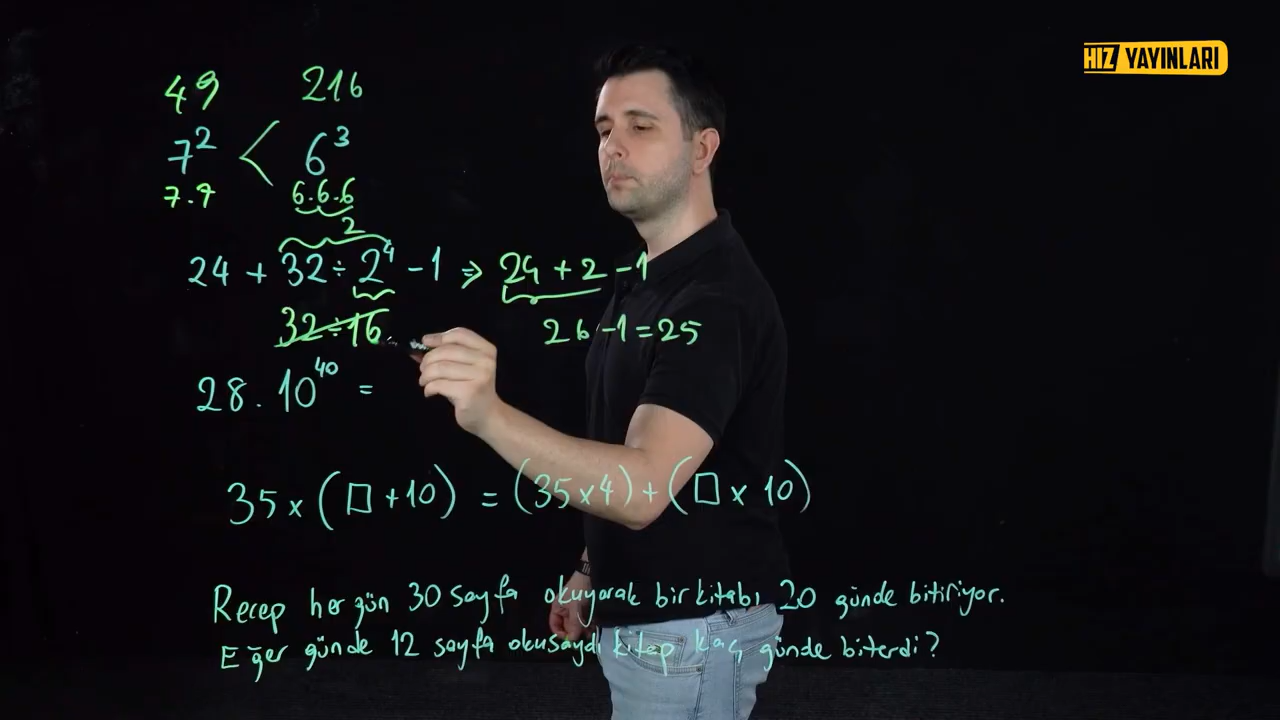 HIZ YAYINLARI
49 216
7² < 6³
7.7 6.6.6
2
24 + 32 ÷ 2⁴ - 1 ⇒ 24 + 2 - 1
32 ÷ 16 26 - 1 = 25
28 . 10⁴⁰ =
35 x (□ + 10) = (35 x 4) + (□ x 10)
Recep her gün 30 sayfa okuyarak bir kitabı 20 günde bitiriyor.
Eğer günde 12 sayfa okusaydı kitap kaç günde biterdi?